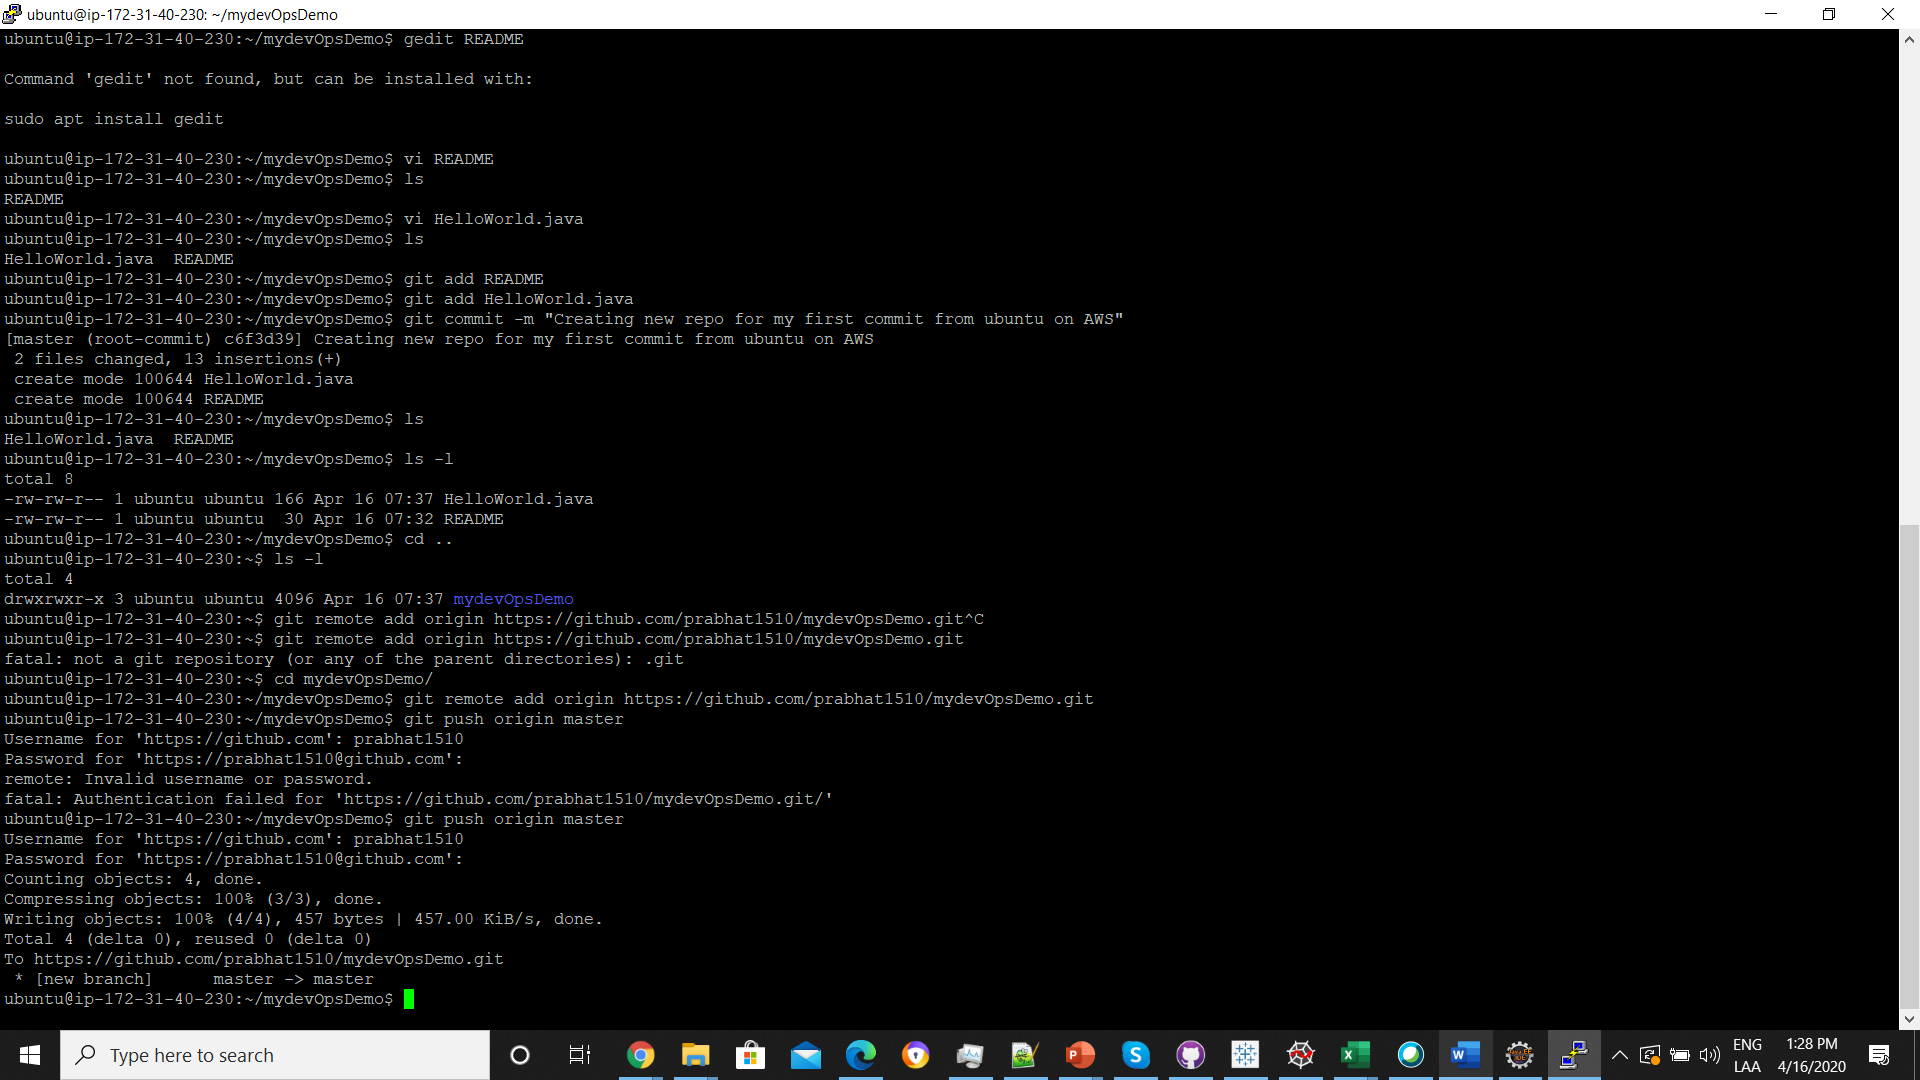 ubuntu@ip-172-31-40-230: ~/mydevOpsDemo
ubuntu@ip-172-31-40-230:~/mydevOpsDemo$ gedit README
Command 'gedit' not found, but can be installed with:
sudo apt install gedit
ubuntu@ip-172-31-40-230:~/mydevOpsDemo$ vi README
ubuntu@ip-172-31-40-230:~/mydevOpsDemo$ ls
README
ubuntu@ip-172-31-40-230:~/mydevOpsDemo$ vi HelloWorld.java
ubuntu@ip-172-31-40-230:~/mydevOpsDemo$ ls
HelloWorld.java  README
ubuntu@ip-172-31-40-230:~/mydevOpsDemo$ git add README
ubuntu@ip-172-31-40-230:~/mydevOpsDemo$ git add HelloWorld.java
ubuntu@ip-172-31-40-230:~/mydevOpsDemo$ git commit -m "Creating new repo for my first commit from ubuntu on AWS"
[master (root-commit) c6f3d39] Creating new repo for my first commit from ubuntu on AWS
 2 files changed, 13 insertions(+)
 create mode 100644 HelloWorld.java
 create mode 100644 README
ubuntu@ip-172-31-40-230:~/mydevOpsDemo$ ls
HelloWorld.java  README
ubuntu@ip-172-31-40-230:~/mydevOpsDemo$ ls -l
total 8
-rw-rw-r-- 1 ubuntu ubuntu 166 Apr 16 07:37 HelloWorld.java
-rw-rw-r-- 1 ubuntu ubuntu  30 Apr 16 07:32 README
ubuntu@ip-172-31-40-230:~/mydevOpsDemo$ cd ..
ubuntu@ip-172-31-40-230:~$ ls -l
total 4
drwxrwxr-x 3 ubuntu ubuntu 4096 Apr 16 07:37 mydevOpsDemo
ubuntu@ip-172-31-40-230:~$ git remote add origin https://github.com/prabhat1510/mydevOpsDemo.git^C
ubuntu@ip-172-31-40-230:~$ git remote add origin https://github.com/prabhat1510/mydevOpsDemo.git
fatal: not a git repository (or any of the parent directories): .git
ubuntu@ip-172-31-40-230:~$ cd mydevOpsDemo/
ubuntu@ip-172-31-40-230:~/mydevOpsDemo$ git remote add origin https://github.com/prabhat1510/mydevOpsDemo.git
ubuntu@ip-172-31-40-230:~/mydevOpsDemo$ git push origin master
Username for 'https://github.com': prabhat1510
Password for 'https://prabhat1510@github.com':
remote: Invalid username or password.
fatal: Authentication failed for 'https://github.com/prabhat1510/mydevOpsDemo.git/'
ubuntu@ip-172-31-40-230:~/mydevOpsDemo$ git push origin master
Username for 'https://github.com': prabhat1510
Password for 'https://prabhat1510@github.com':
Counting objects: 4, done.
Compressing objects: 100% (3/3), done.
Writing objects: 100% (4/4), 457 bytes | 457.00 KiB/s, done.
Total 4 (delta 0), reused 0 (delta 0)
To https://github.com/prabhat1510/mydevOpsDemo.git
 * [new branch]      master -> master
ubuntu@ip-172-31-40-230:~/mydevOpsDemo$
Type here to search
ENG
LAA
1:28 PM
4/16/2020